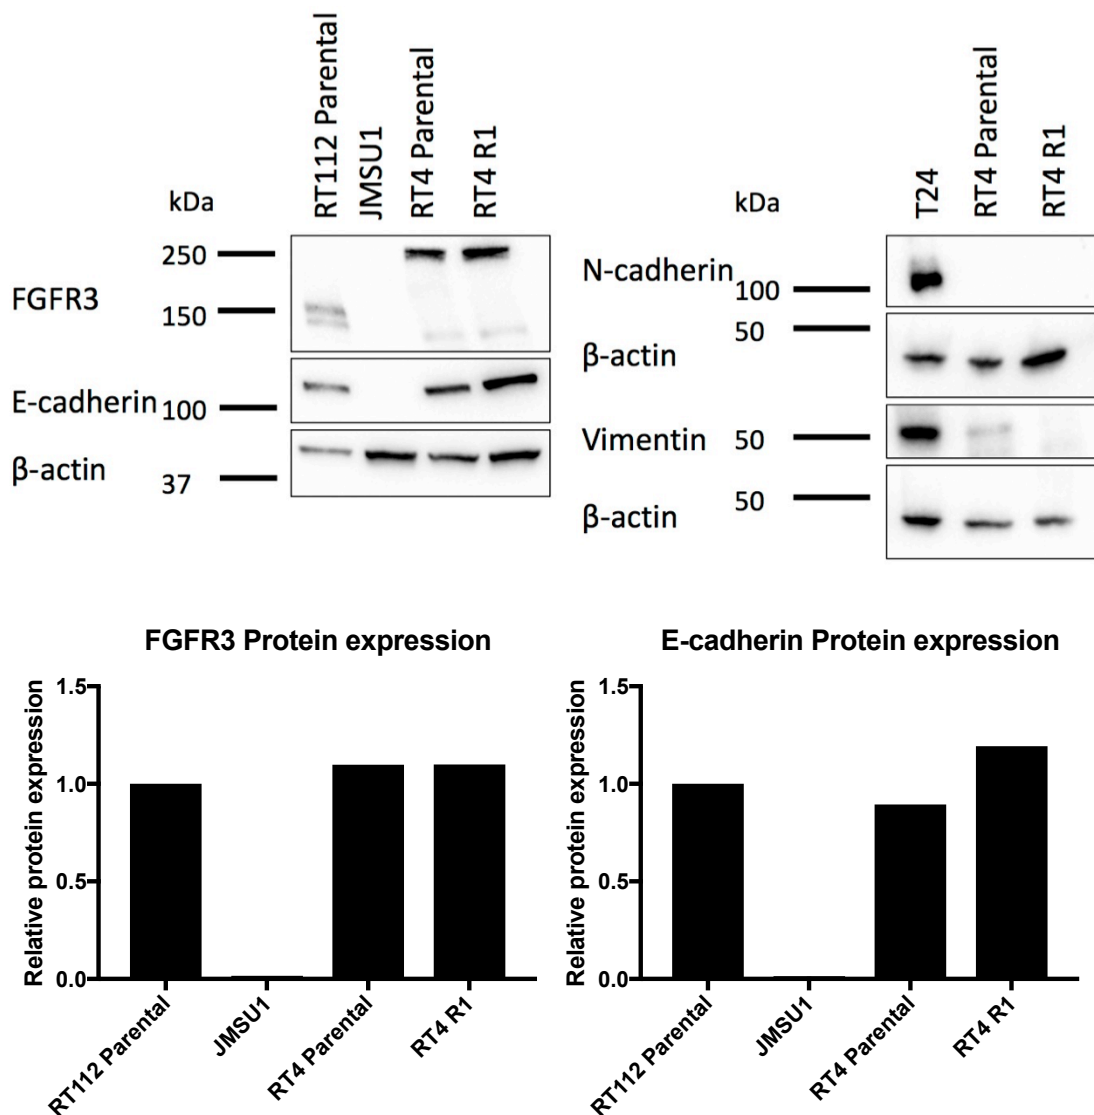 RT112 Parental
JMSU1
RT4 Parental
RT4 R1
kDa
250
FGFR3
150
E-cadherin
100
β-actin
37
T24
RT4 Parental
RT4 R1
kDa
N-cadherin
100
50
β-actin
Vimentin
50
50
β-actin
FGFR3 Protein expression
Relative protein expression
1.5
1.0
0.5
0.0
RT112 Parental
JMSU1
RT4 Parental
RT4 R1
E-cadherin Protein expression
Relative protein expression
1.5
1.0
0.5
0.0
RT112 Parental
JMSU1
RT4 Parental
RT4 R1